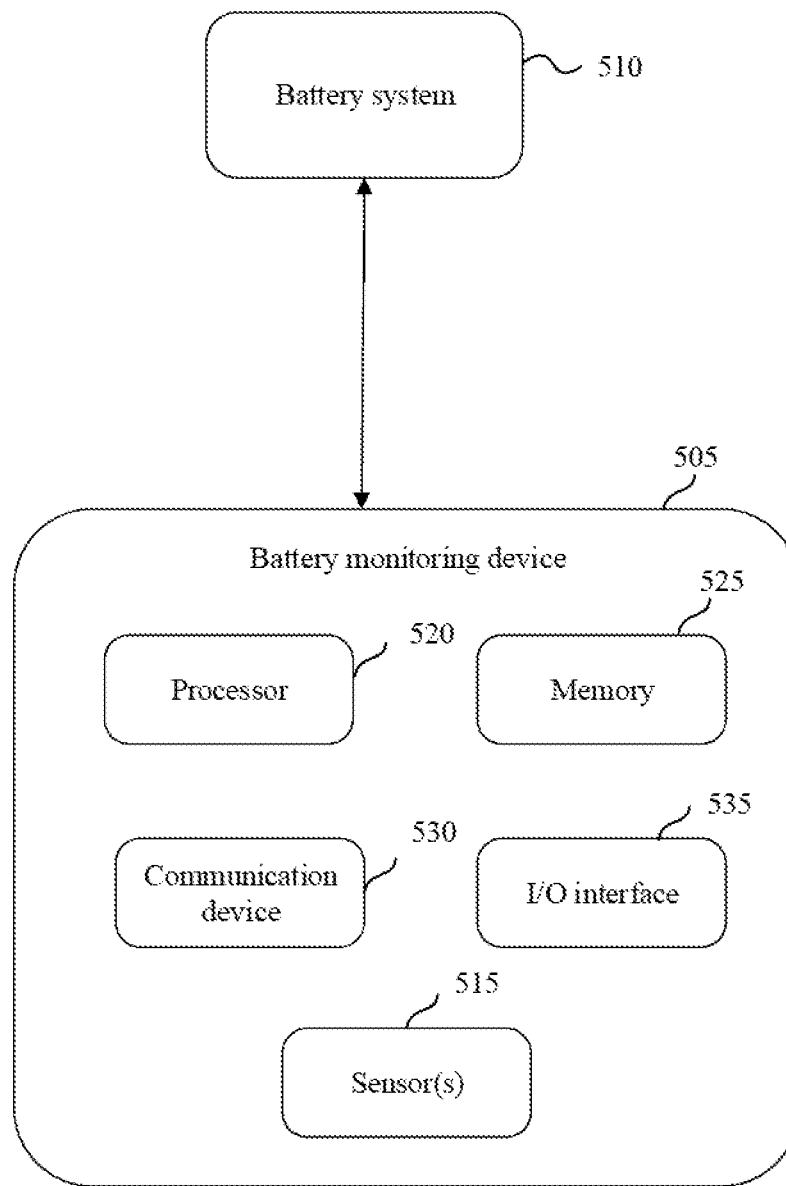 Battery system
510
505
Battery monitoring device
525
520
Processor
Memory
535
530
Communication
device
I/O interface
515
Sensor(s)